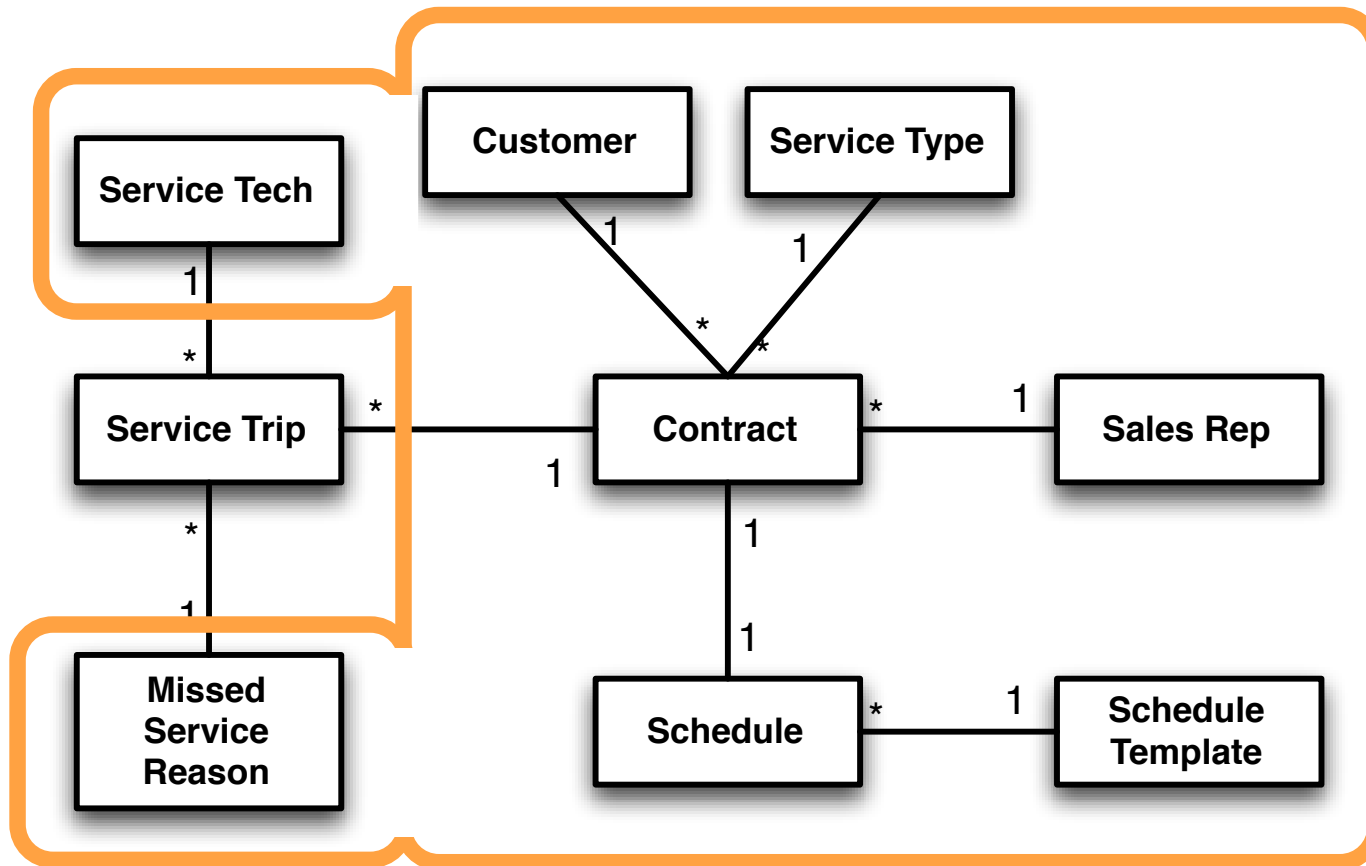 Customer
Service Type
Service Tech
1
1
1
*
*
*
Service Trip
*
1
Contract
*
1
Sales Rep
*
1
1
1
Missed
Service
Reason
Schedule
*
1
Schedule
Template